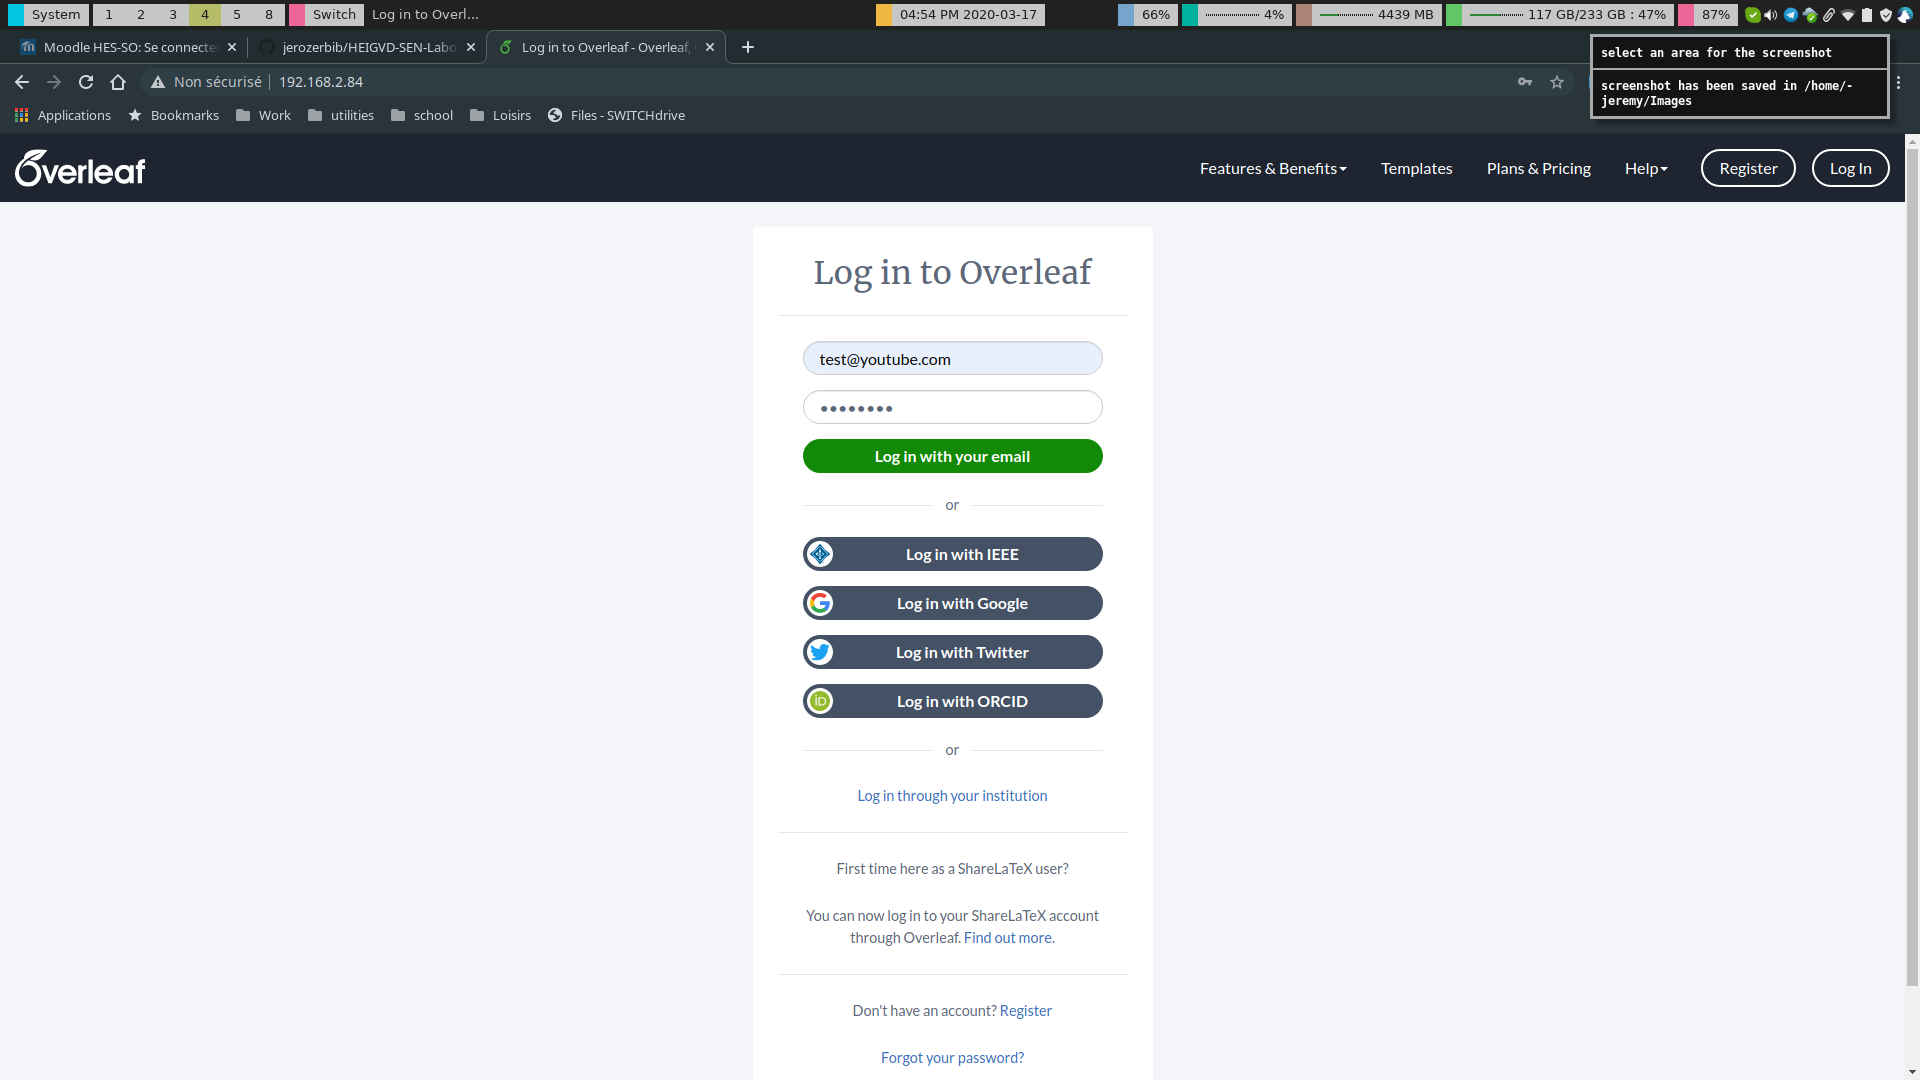 System 1 2 3 4 5 8 Switch Log in to Overl... 04:54 PM 2020-03-17 66% 4% 4439 MB 117 GB/233 GB : 47% 87%
Moodle HES-SO: Se connecte jerozerbib/HEIGVD-SEN-Labo Log in to Overleaf - Overleaf,
select an area for the screenshot
Non sécurisé 192.168.2.84
screenshot has been saved in /home/-
jeremy/Images
Applications Bookmarks Work utilities school Loisirs Files - SWITCHdrive
Overleaf Features & Benefits Templates Plans & Pricing Help Register Log In
Log in to Overleaf
test@youtube.com
Log in with your email
or
Log in with IEEE
Log in with Google
Log in with Twitter
iD Log in with ORCID
or
Log in through your institution
First time here as a ShareLaTeX user?
You can now log in to your ShareLaTeX account
through Overleaf. Find out more.
Don't have an account? Register
Forgot your password?